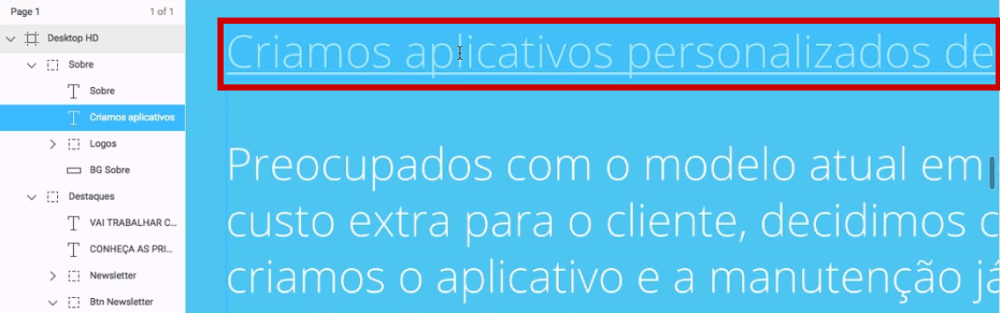 Page 1
1 of 1
Desktop HD
Sobre
Sobre
Criamos aplicativos
Logos
BG Sobre
Destaques
VAI TRABALHAR C...
CONHEÇA AS PRI...
Newsletter
Btn Newsletter
Criamos aplicativos personalizados de
Preocupados com o modelo atual em
custo extra para o cliente, decidimos c
criamos o aplicativo e a manutenção já